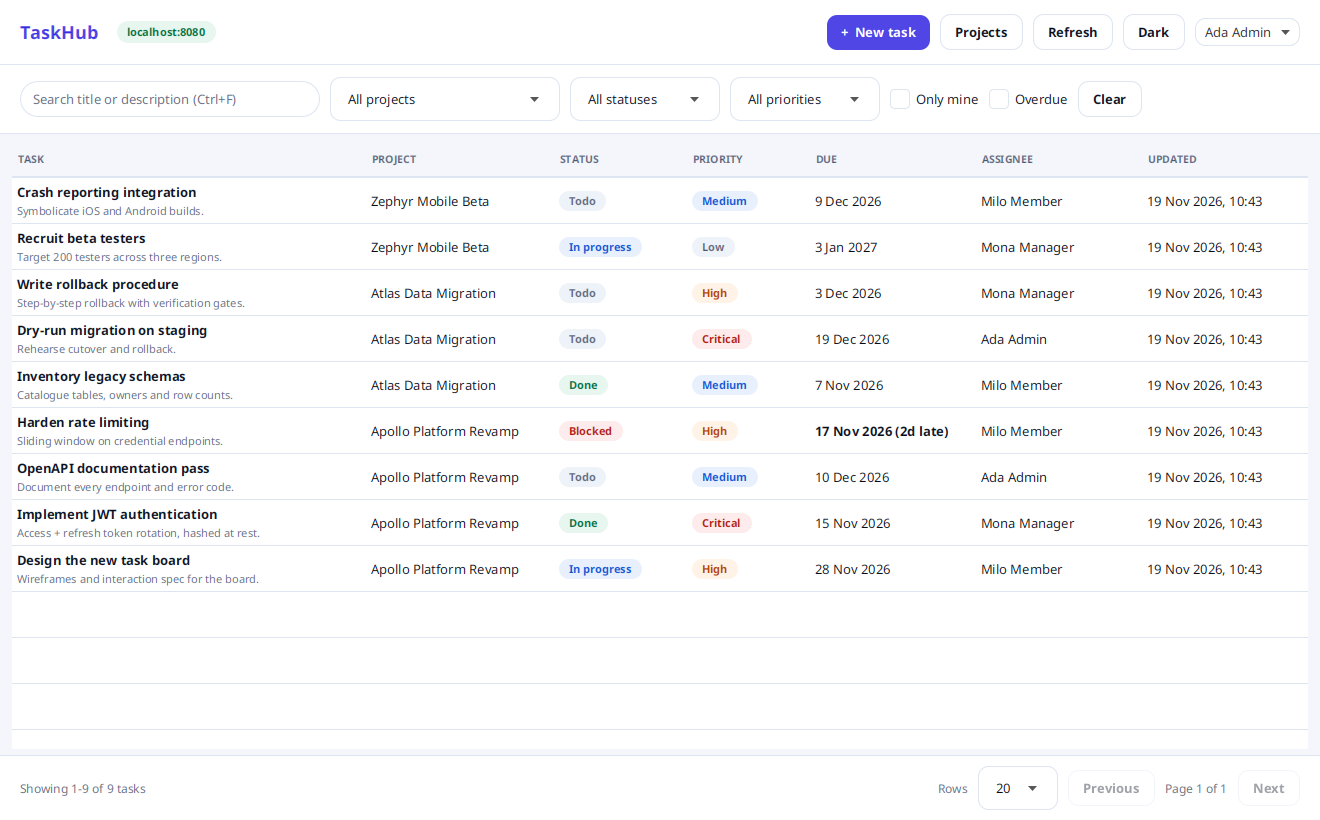 TaskHub localhost:8080 + New task Projects Refresh Dark Ada Admin
Search title or description (Ctrl+F) All projects All statuses All priorities Only mine Overdue Clear
TASK PROJECT STATUS PRIORITY DUE ASSIGNEE UPDATED
Crash reporting integration
Symbolicate iOS and Android builds.
Zephyr Mobile Beta Todo Medium 9 Dec 2026 Milo Member 19 Nov 2026, 10:43
Recruit beta testers
Target 200 testers across three regions.
Zephyr Mobile Beta In progress Low 3 Jan 2027 Mona Manager 19 Nov 2026, 10:43
Write rollback procedure
Step-by-step rollback with verification gates.
Atlas Data Migration Todo High 3 Dec 2026 Mona Manager 19 Nov 2026, 10:43
Dry-run migration on staging
Rehearse cutover and rollback.
Atlas Data Migration Todo Critical 19 Dec 2026 Ada Admin 19 Nov 2026, 10:43
Inventory legacy schemas
Catalogue tables, owners and row counts.
Atlas Data Migration Done Medium 7 Nov 2026 Milo Member 19 Nov 2026, 10:43
Harden rate limiting
Sliding window on credential endpoints.
Apollo Platform Revamp Blocked High 17 Nov 2026 (2d late) Milo Member 19 Nov 2026, 10:43
OpenAPI documentation pass
Document every endpoint and error code.
Apollo Platform Revamp Todo Medium 10 Dec 2026 Ada Admin 19 Nov 2026, 10:43
Implement JWT authentication
Access + refresh token rotation, hashed at rest.
Apollo Platform Revamp Done Critical 15 Nov 2026 Mona Manager 19 Nov 2026, 10:43
Design the new task board
Wireframes and interaction spec for the board.
Apollo Platform Revamp In progress High 28 Nov 2026 Milo Member 19 Nov 2026, 10:43
Showing 1-9 of 9 tasks Rows 20 Previous Page 1 of 1 Next